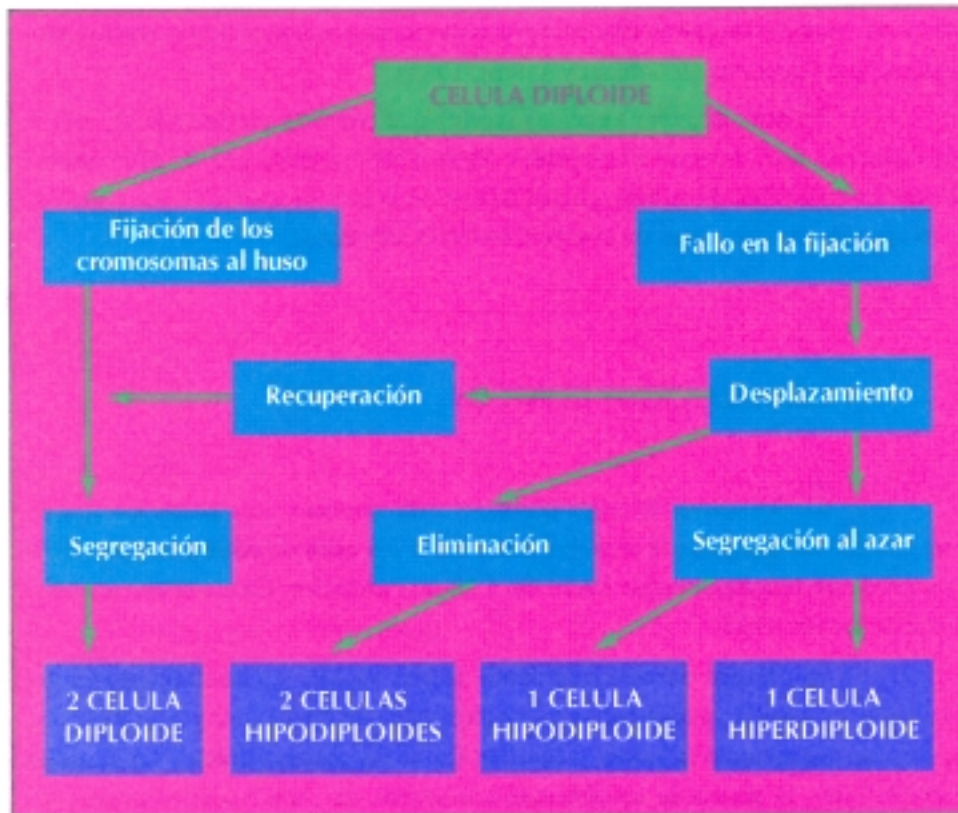 CELULA DIPLOIDE
Fijación de los
cromosomas al huso
Fallo en la fijación
Recuperación
Desplazamiento
Segregación
Eliminación
Segregación al azar
2 CELULA
DIPLOIDE
2 CELULAS
HIPODIPLOIDES
1 CELULA
HIPODIPLOIDE
1 CELULA
HIPERDIPLOIDE